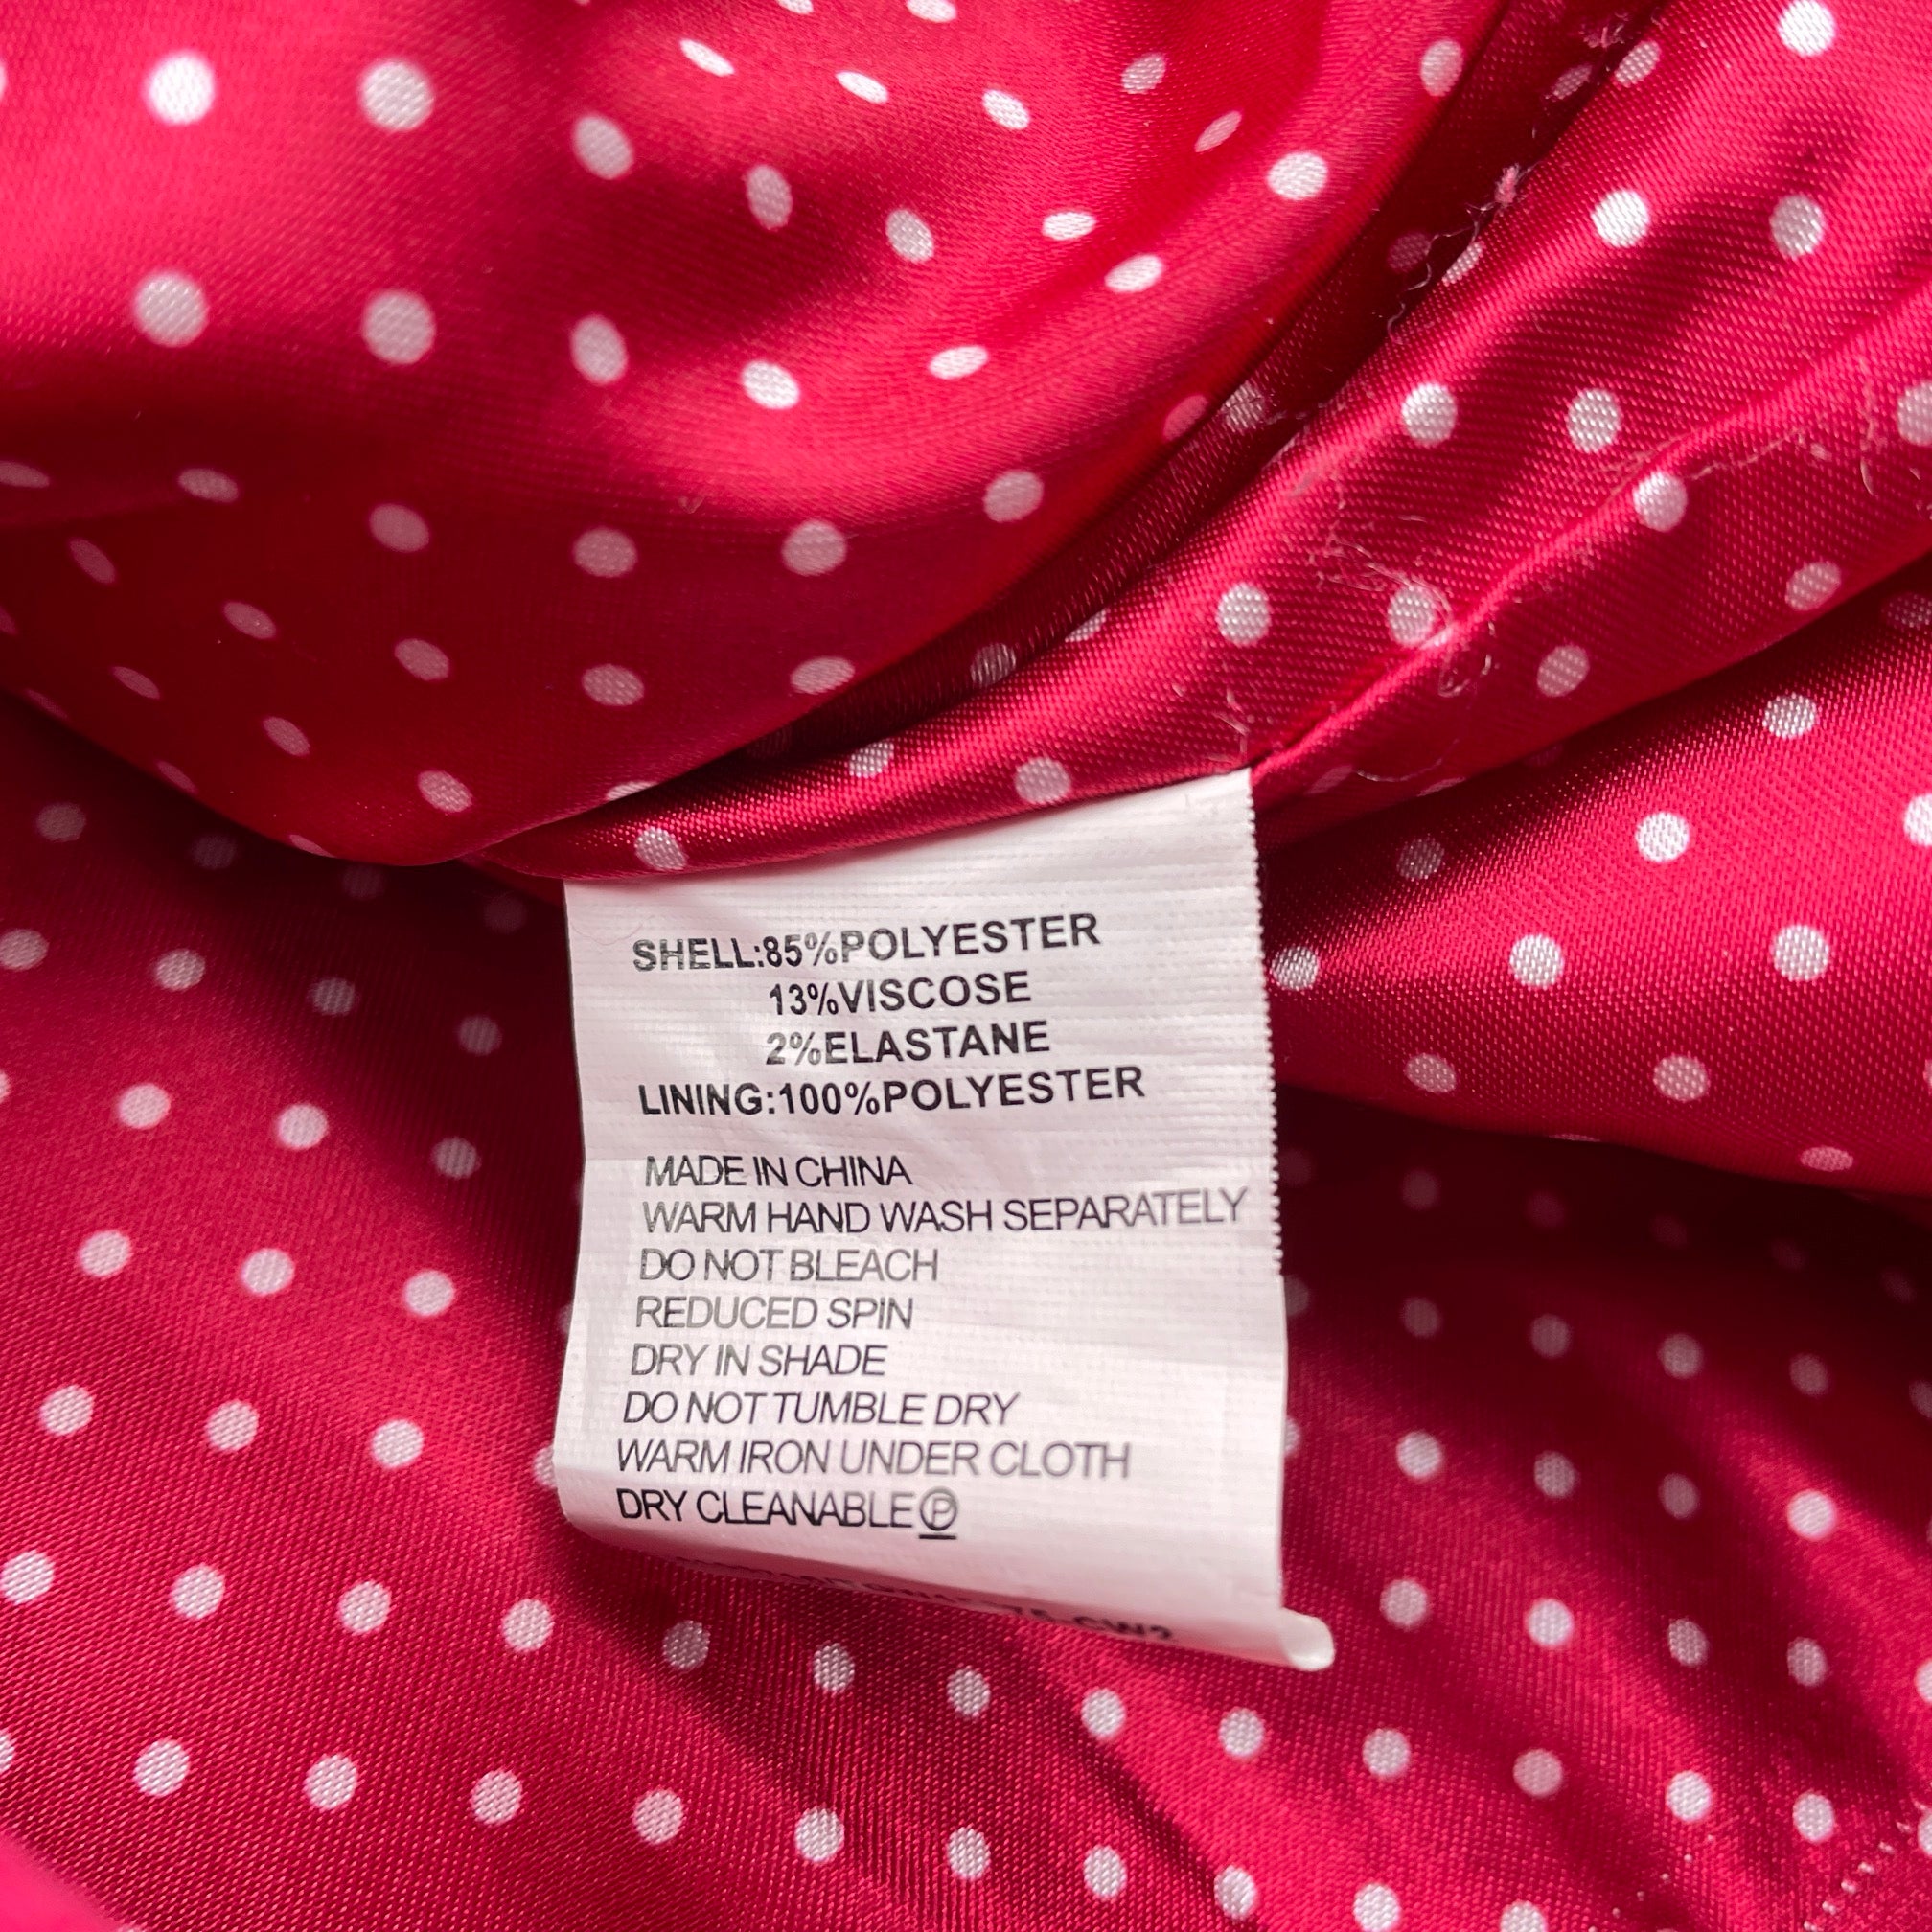 SHELL:85%POLYESTER
13%VISCOSE
2%ELASTANE
LINING:100%POLYESTER
MADE IN CHINA
WARM HAND WASH SEPARATELY
DO NOT BLEACH
REDUCED SPIN
DRY IN SHADE
DO NOT TUMBLE DRY
WARM IRON UNDER CLOTH
DRY CLEANABLE Ⓟ